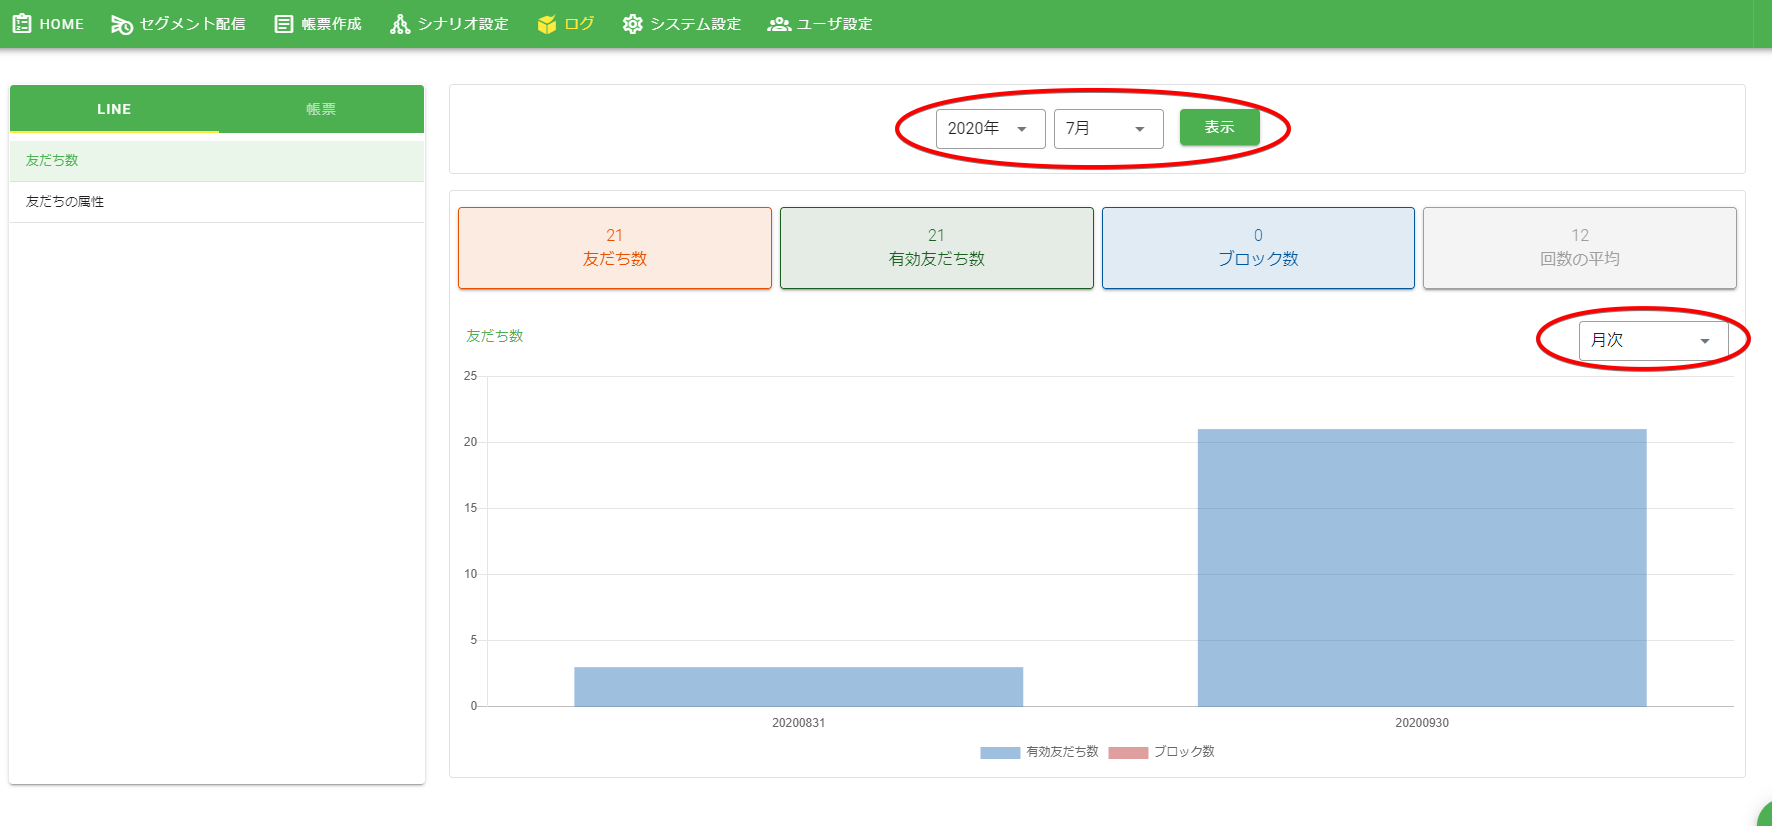 HOME セグメント配信 帳票作成 シナリオ設定 ログ システム設定 ユーザ設定
LINE 帳票
友だち数
友だちの属性
2020年 7月 表示
21 21 0 12
友だち数 有効友だち数 ブロック数 回数の平均
友だち数 月次
25
20
15
10
5
0
20200831 20200930
有効友だち数 ブロック数